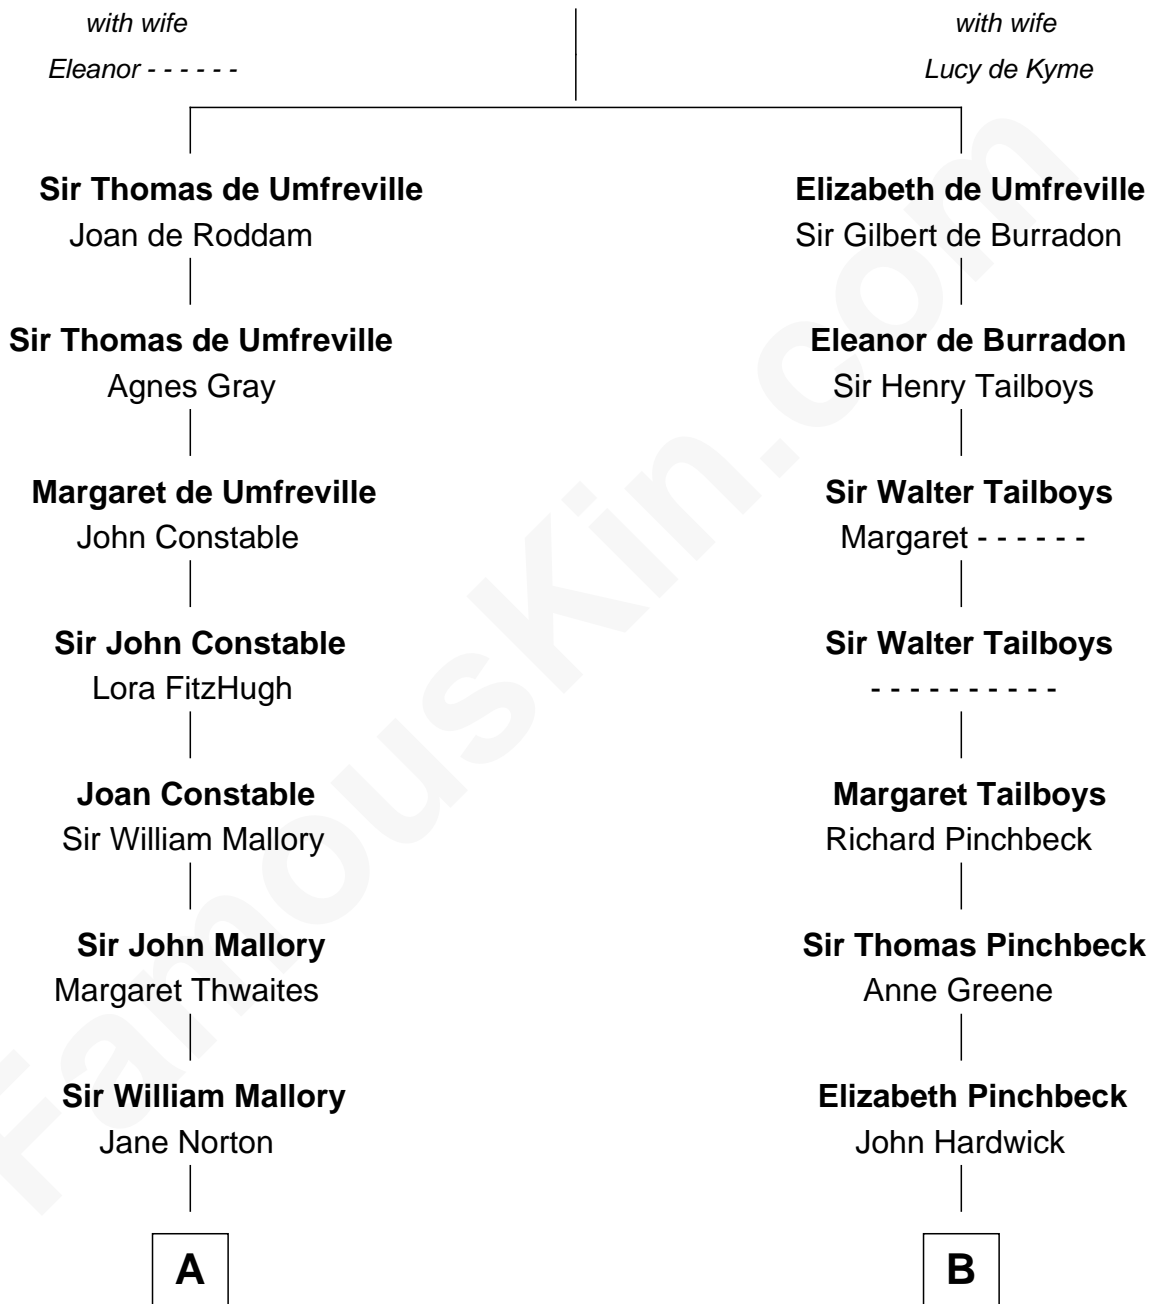 with wife
Eleanor - - - - - -
with wife
Lucy de Kyme
Sir Thomas de Umfreville
Joan de Roddam
Elizabeth de Umfreville
Sir Gilbert de Burradon
Sir Thomas de Umfreville
Agnes Gray
Eleanor de Burradon
Sir Henry Tailboys
Margaret de Umfreville
John Constable
Sir Walter Tailboys
Margaret - - - - - -
Sir John Constable
Lora FitzHugh
Sir Walter Tailboys
- - - - - - - - - -
Joan Constable
Sir William Mallory
Margaret Tailboys
Richard Pinchbeck
Sir John Mallory
Margaret Thwaites
Sir Thomas Pinchbeck
Anne Greene
Sir William Mallory
Jane Norton
Elizabeth Pinchbeck
John Hardwick
A
B
FamousKin.com